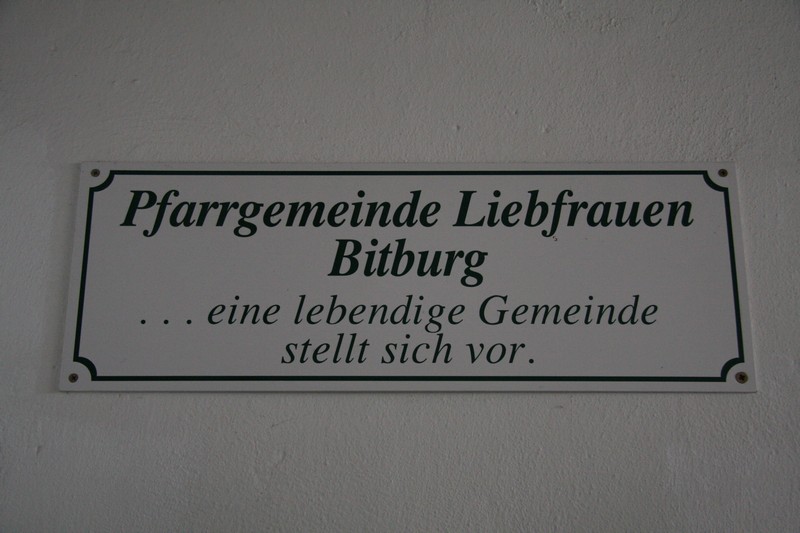 Pfarrgemeinde Liebfrauen
Bitburg
. . . eine lebendige Gemeinde
stellt sich vor.